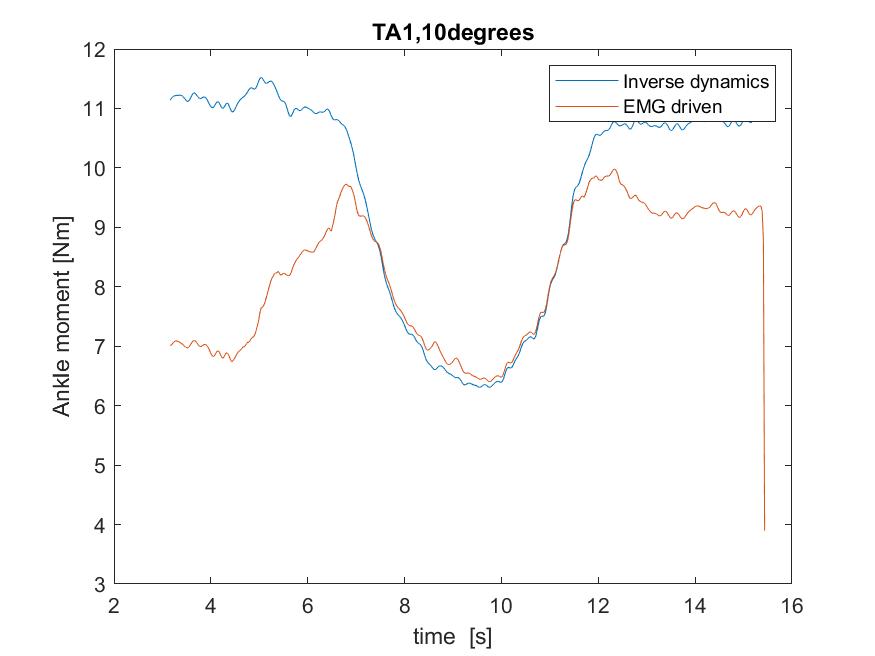 TA1,10degrees
Inverse dynamics
EMG driven
Ankle moment [Nm]
12
11
10
9
8
7
6
5
4
3
2 4 6 8 10 12 14 16
time [s]